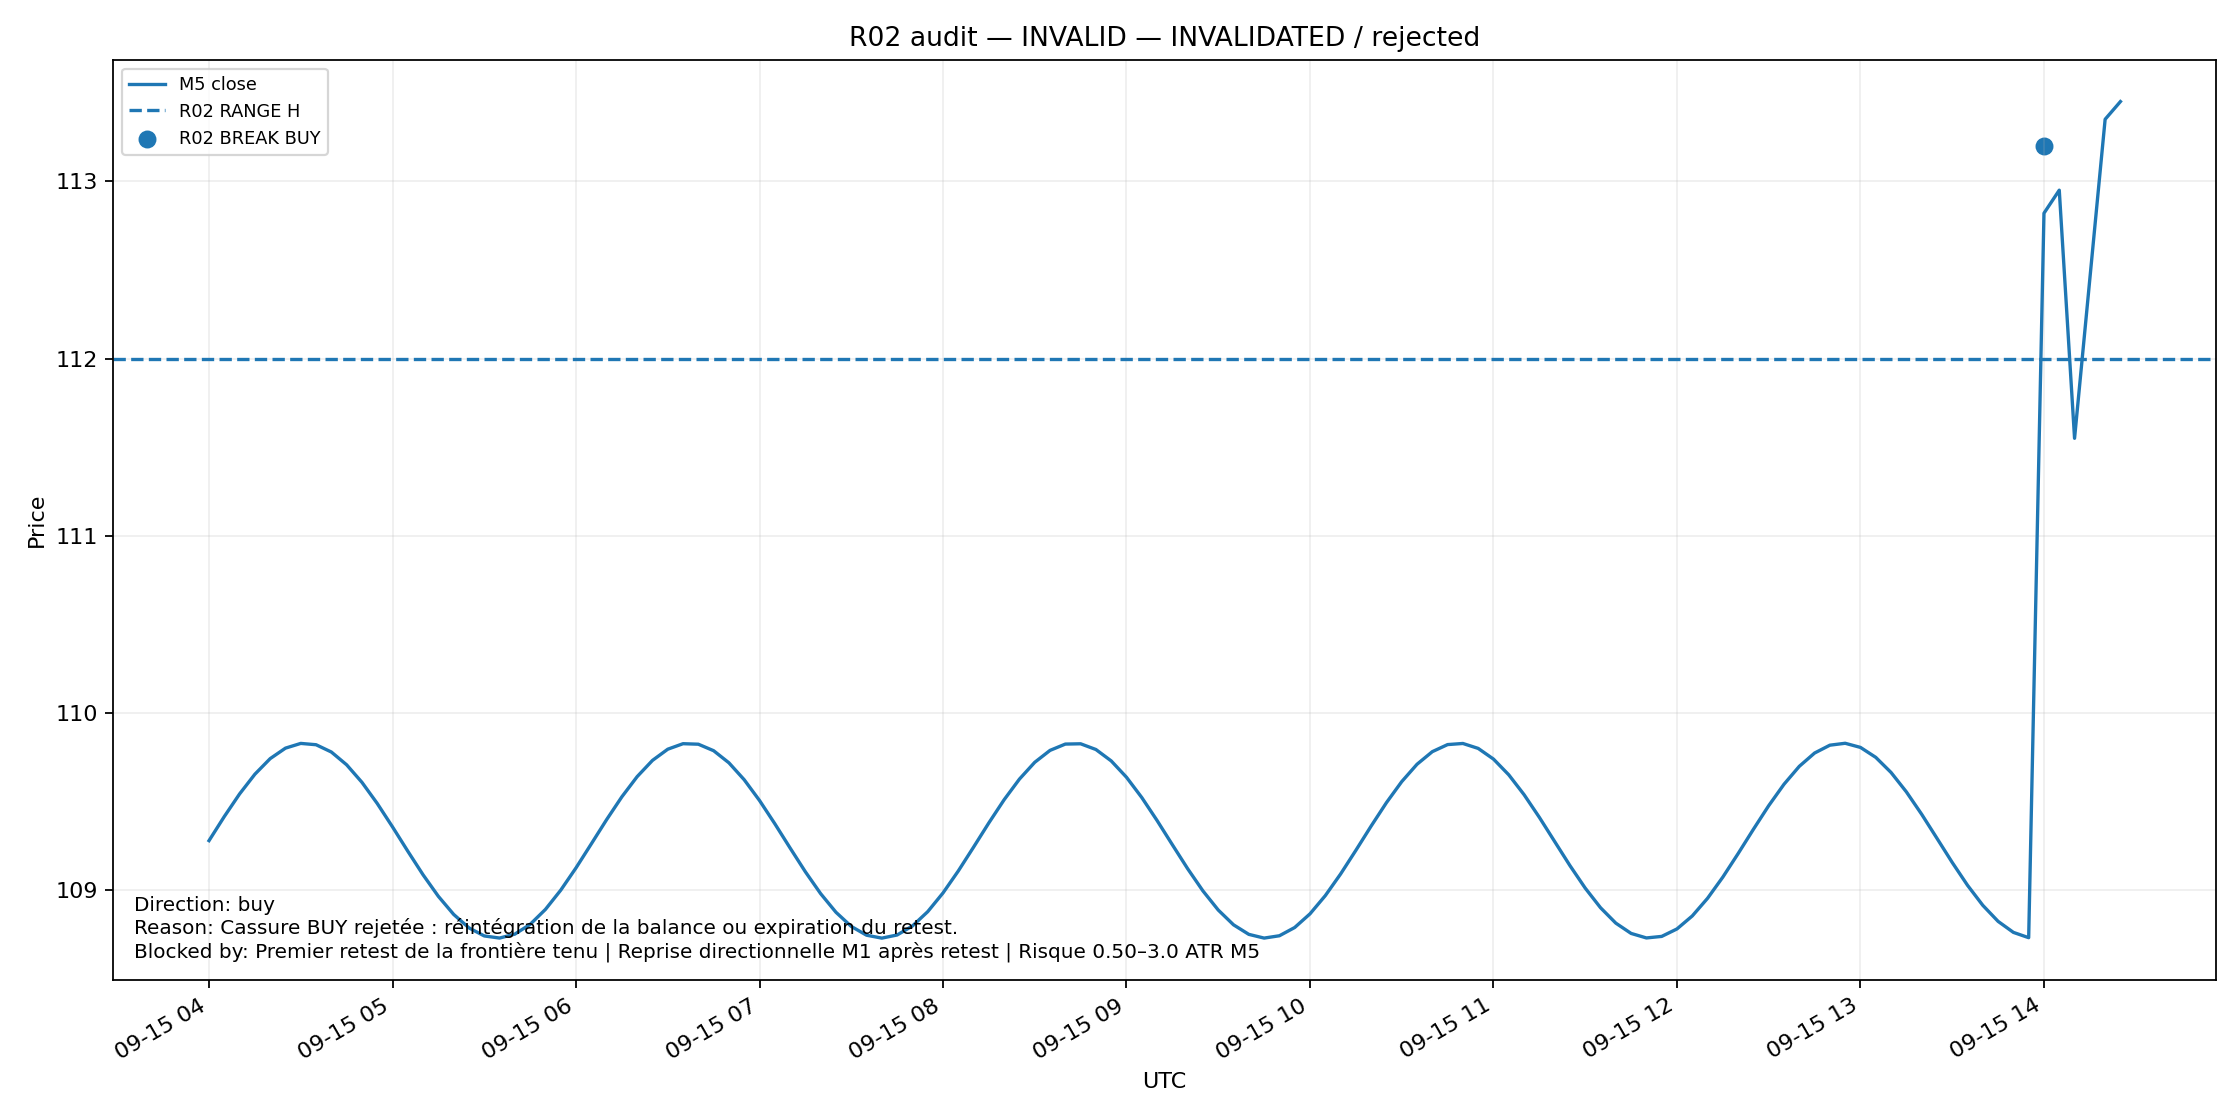 R02 audit — INVALID — INVALIDATED / rejected
M5 close
R02 RANGE H
R02 BREAK BUY
113
112
111
110
109
Price
Direction: buy
Reason: Cassure BUY rejetée : réintégration de la balance ou expiration du retest.
Blocked by: Premier retest de la frontière tenu | Reprise directionnelle M1 après retest | Risque 0.50–3.0 ATR M5
09-15 04
09-15 05
09-15 06
09-15 07
09-15 08
09-15 09
09-15 10
09-15 11
09-15 12
09-15 13
09-15 14
UTC